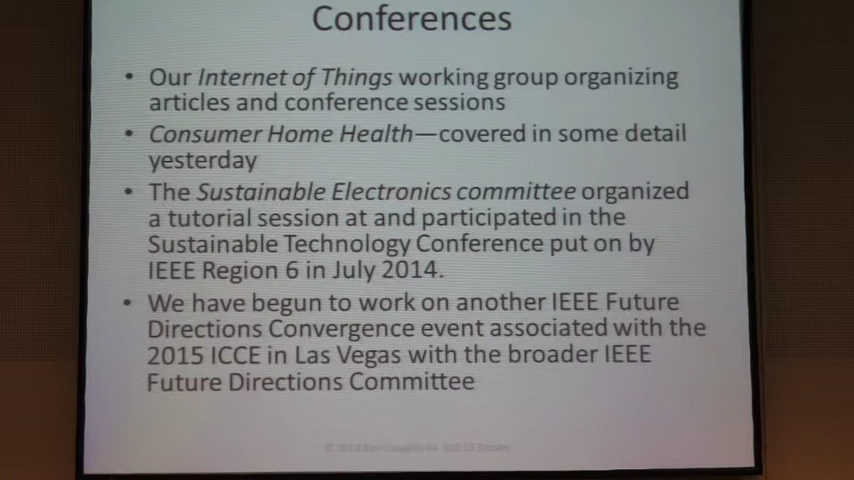 Conferences
• Our Internet of Things working group organizing
articles and conference sessions
• Consumer Home Health—covered in some detail
yesterday
• The Sustainable Electronics committee organized
a tutorial session at and participated in the
Sustainable Technology Conference put on by
IEEE Region 6 in July 2014.
• We have begun to work on another IEEE Future
Directions Convergence event associated with the
2015 ICCE in Las Vegas with the broader IEEE
Future Directions Committee